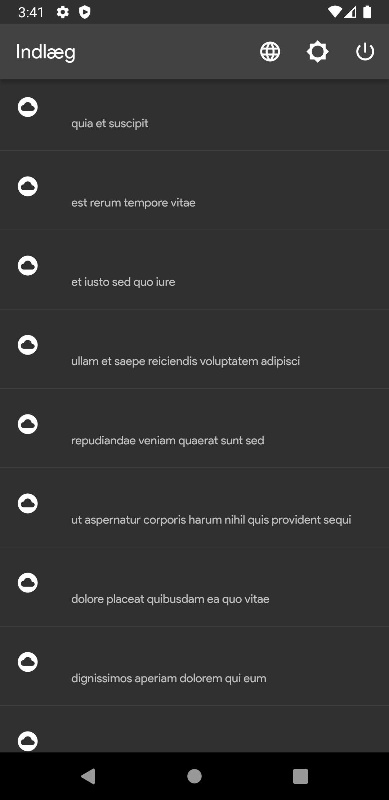 3:41
Indlæg
quia et suscipit
est rerum tempore vitae
et iusto sed quo iure
ullam et saepe reiciendis voluptatem adipisci
repudiandae veniam quaerat sunt sed
ut aspernatur corporis harum nihil quis provident sequi
dolore placeat quibusdam ea quo vitae
dignissimos aperiam dolorem qui eum